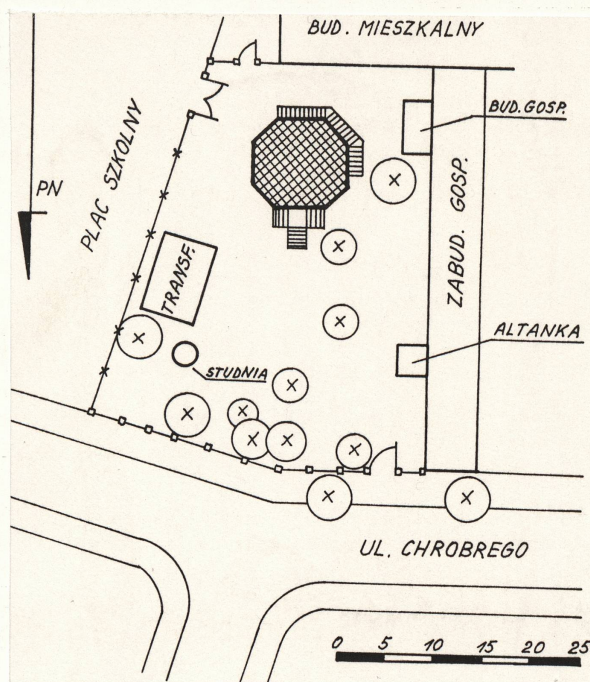 BUD. MIESZKALNY
BUD. GOSP.
PLAC SZKOLNY
PN
ZABUD. GOSP.
TRANSF.
ALTANKA
STUDNIA
UL. CHROBREGO
0 5 10 15 20 25